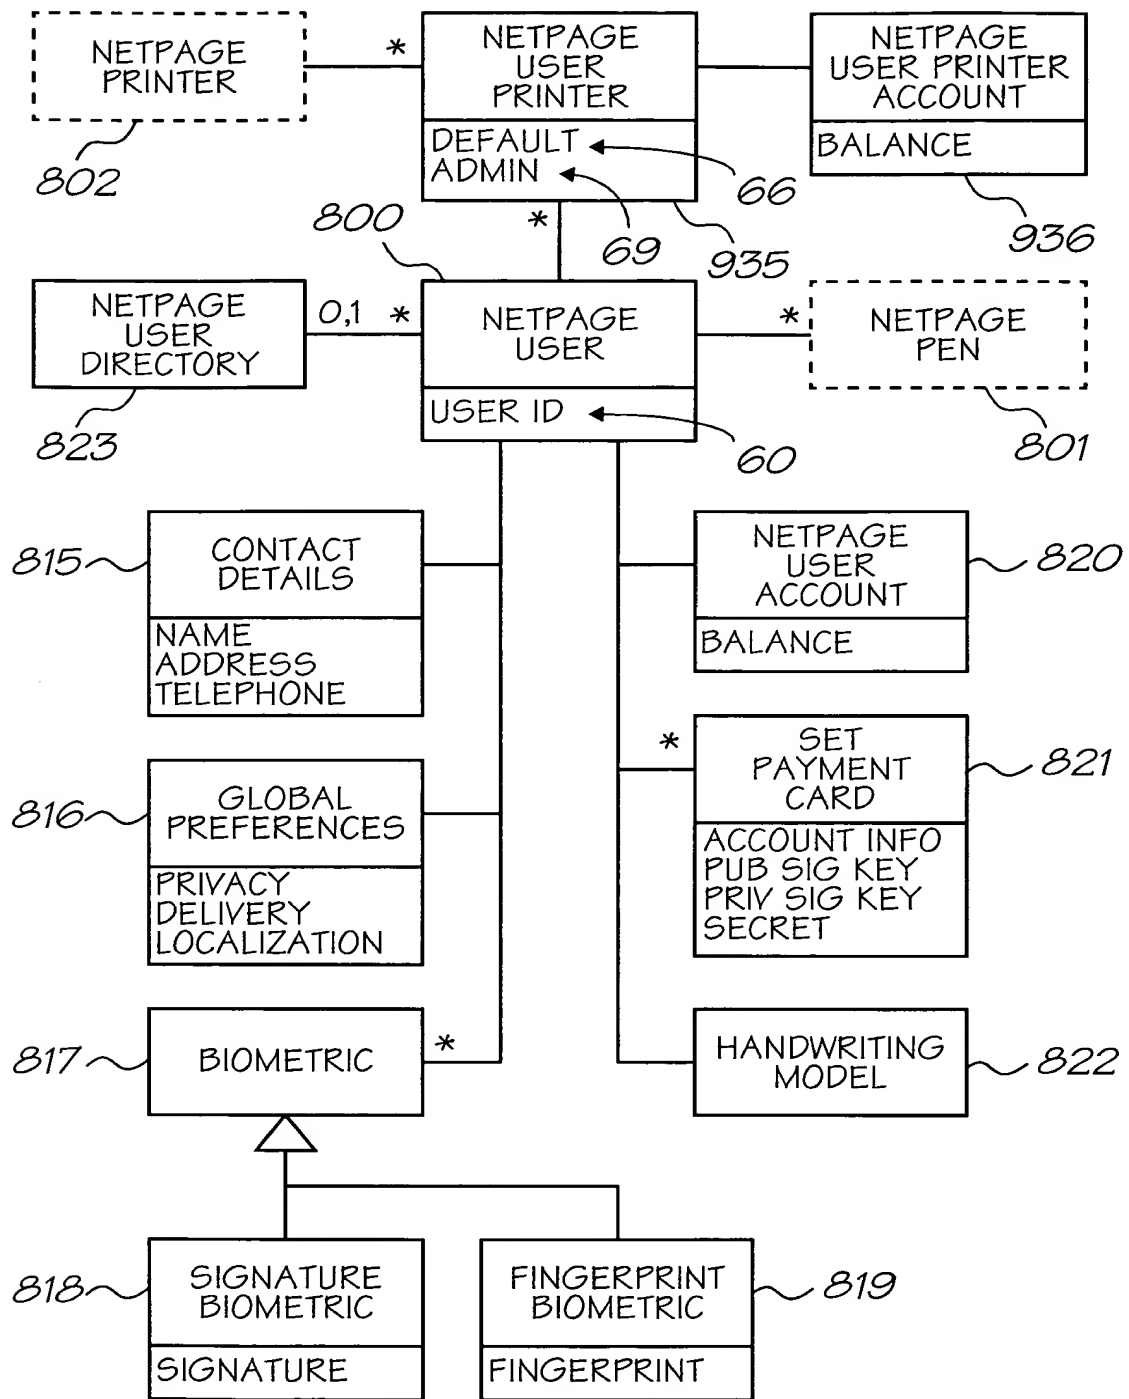 NETPAGE
PRINTER
802
*
NETPAGE
USER
PRINTER
DEFAULT
ADMIN
66
69
935
NETPAGE
USER PRINTER
ACCOUNT
BALANCE
936
*
800
NETPAGE
USER
DIRECTORY
823
0,1 *
NETPAGE
USER
USER ID
60
*
NETPAGE
PEN
801
815
CONTACT
DETAILS
NAME
ADDRESS
TELEPHONE
NETPAGE
USER
ACCOUNT
BALANCE
820
816
GLOBAL
PREFERENCES
PRIVACY
DELIVERY
LOCALIZATION
*
SET
PAYMENT
CARD
ACCOUNT INFO
PUB SIG KEY
PRIV SIG KEY
SECRET
821
817
BIOMETRIC
*
HANDWRITING
MODEL
822
818
SIGNATURE
BIOMETRIC
SIGNATURE
FINGERPRINT
BIOMETRIC
FINGERPRINT
819